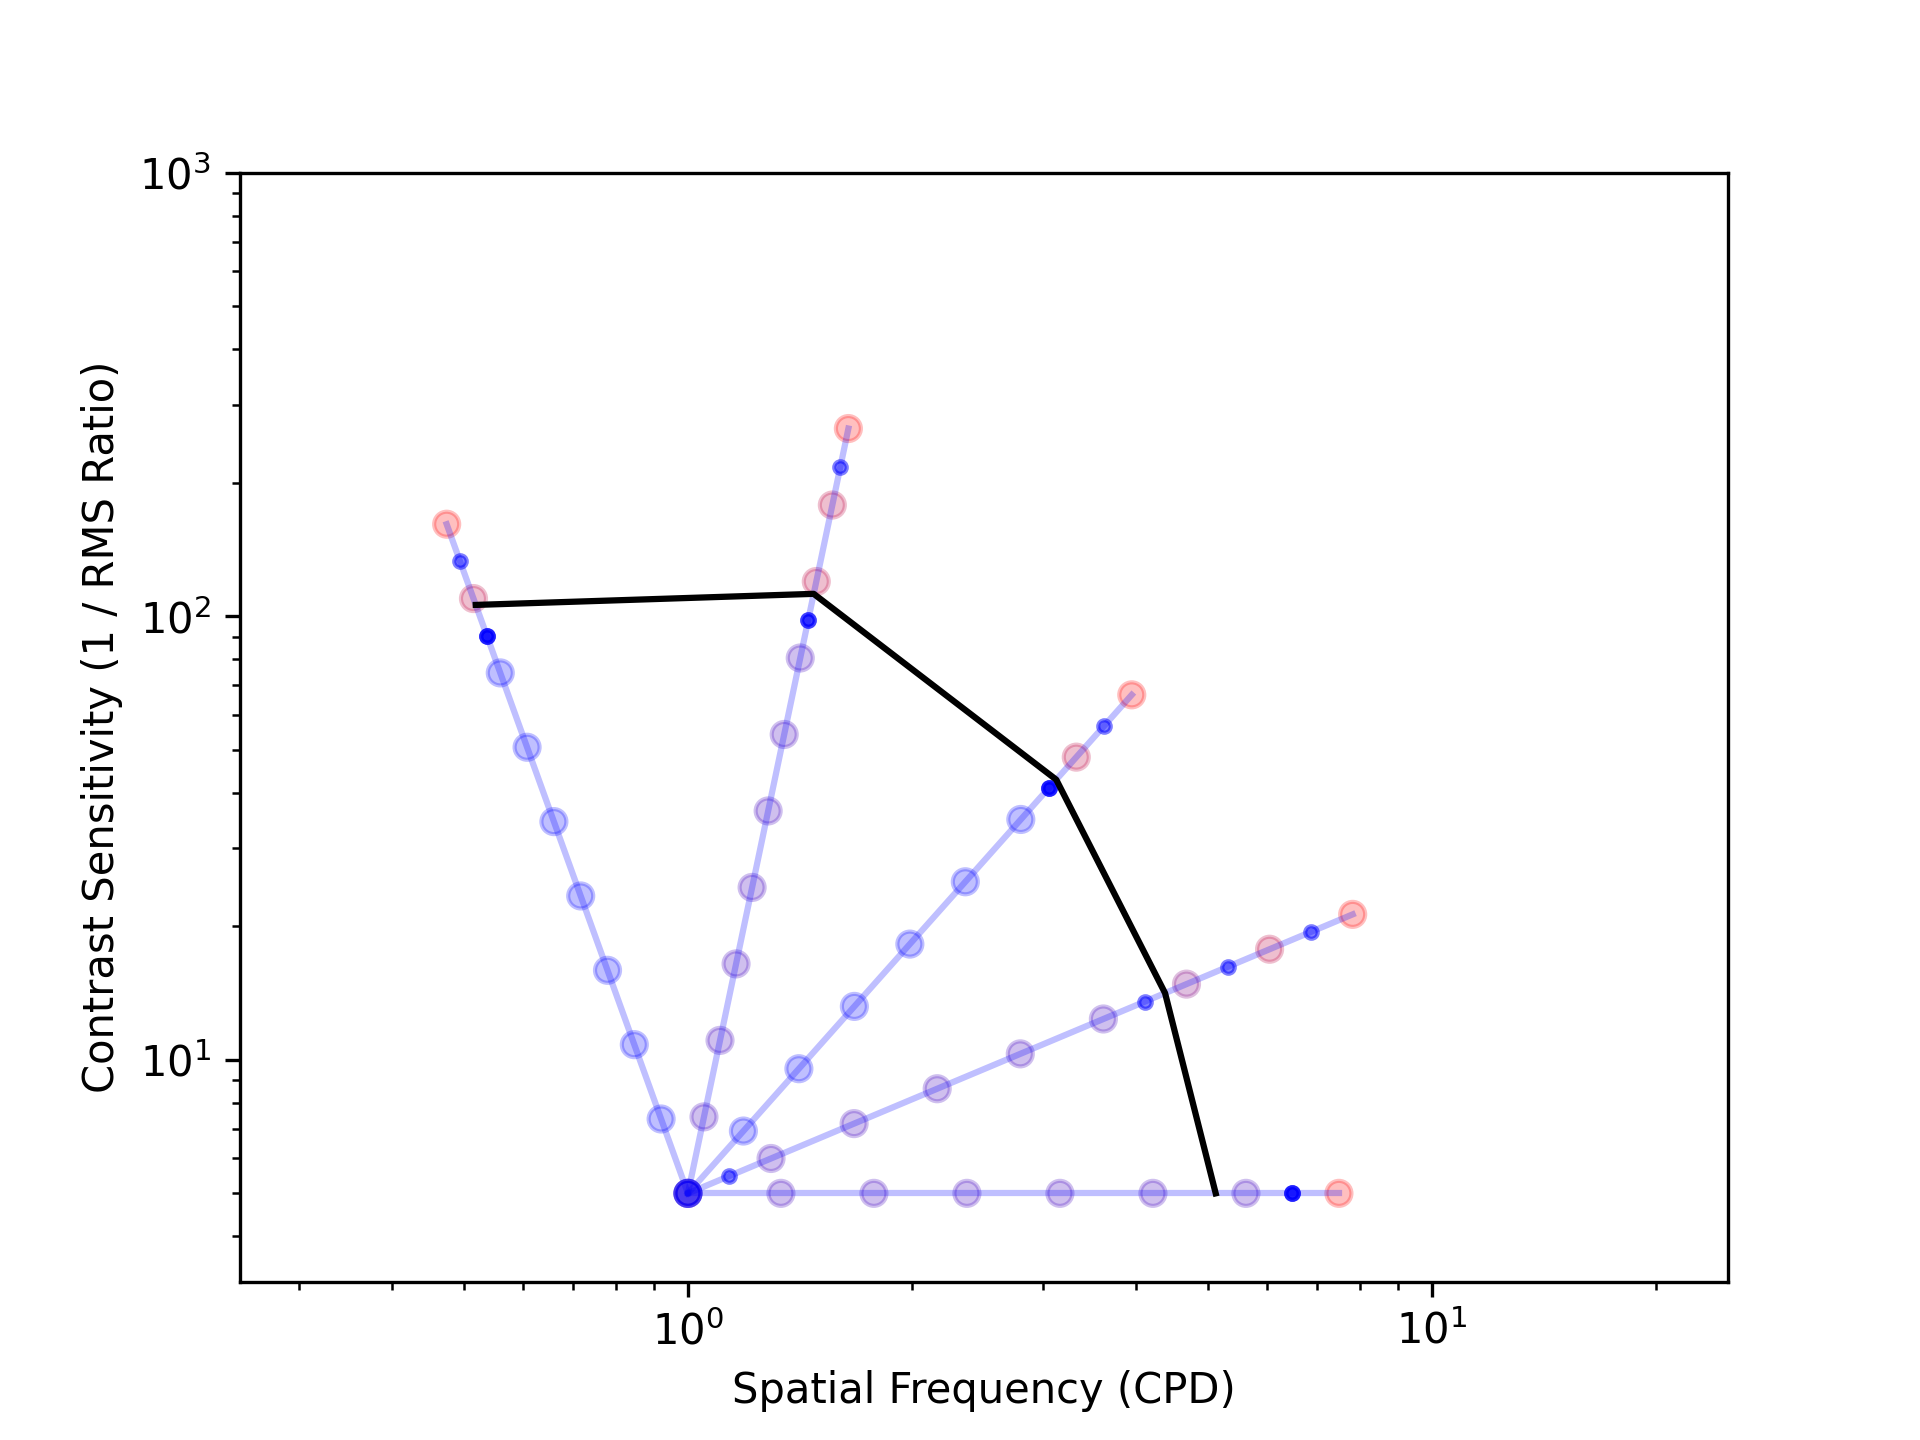 10³
10²
10¹
Contrast Sensitivity (1 / RMS Ratio)
10⁰
10¹
Spatial Frequency (CPD)